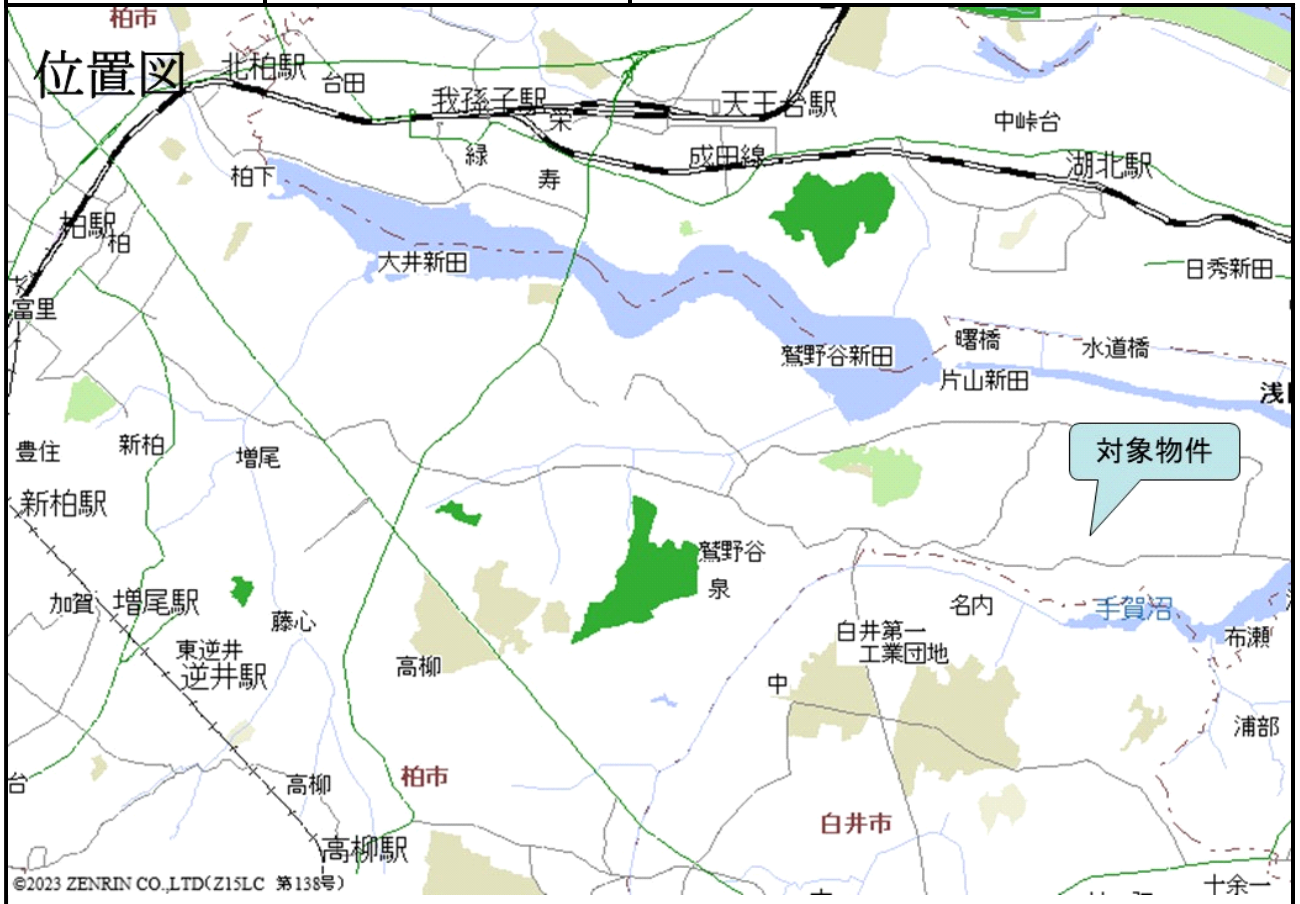 柏市
位置図
北柏駅
台田
我孫子駅
栄
天王台駅
中峠台
緑
寿
成田線
湖北駅
柏下
柏駅
柏
大井新田
日秀新田
富里
曙橋
水道橋
鷲野谷新田
片山新田
豊住
新柏
増尾
対象物件
新柏駅
鷲野谷
泉
加賀
増尾駅
藤心
名内
手賀沼
布瀬
東逆井
逆井駅
高柳
白井第一
工業団地
中
浦部
台
高柳
柏市
白井市
高柳駅
©2023 ZENRIN CO.,LTD(Z15LC 第138号)
十余一